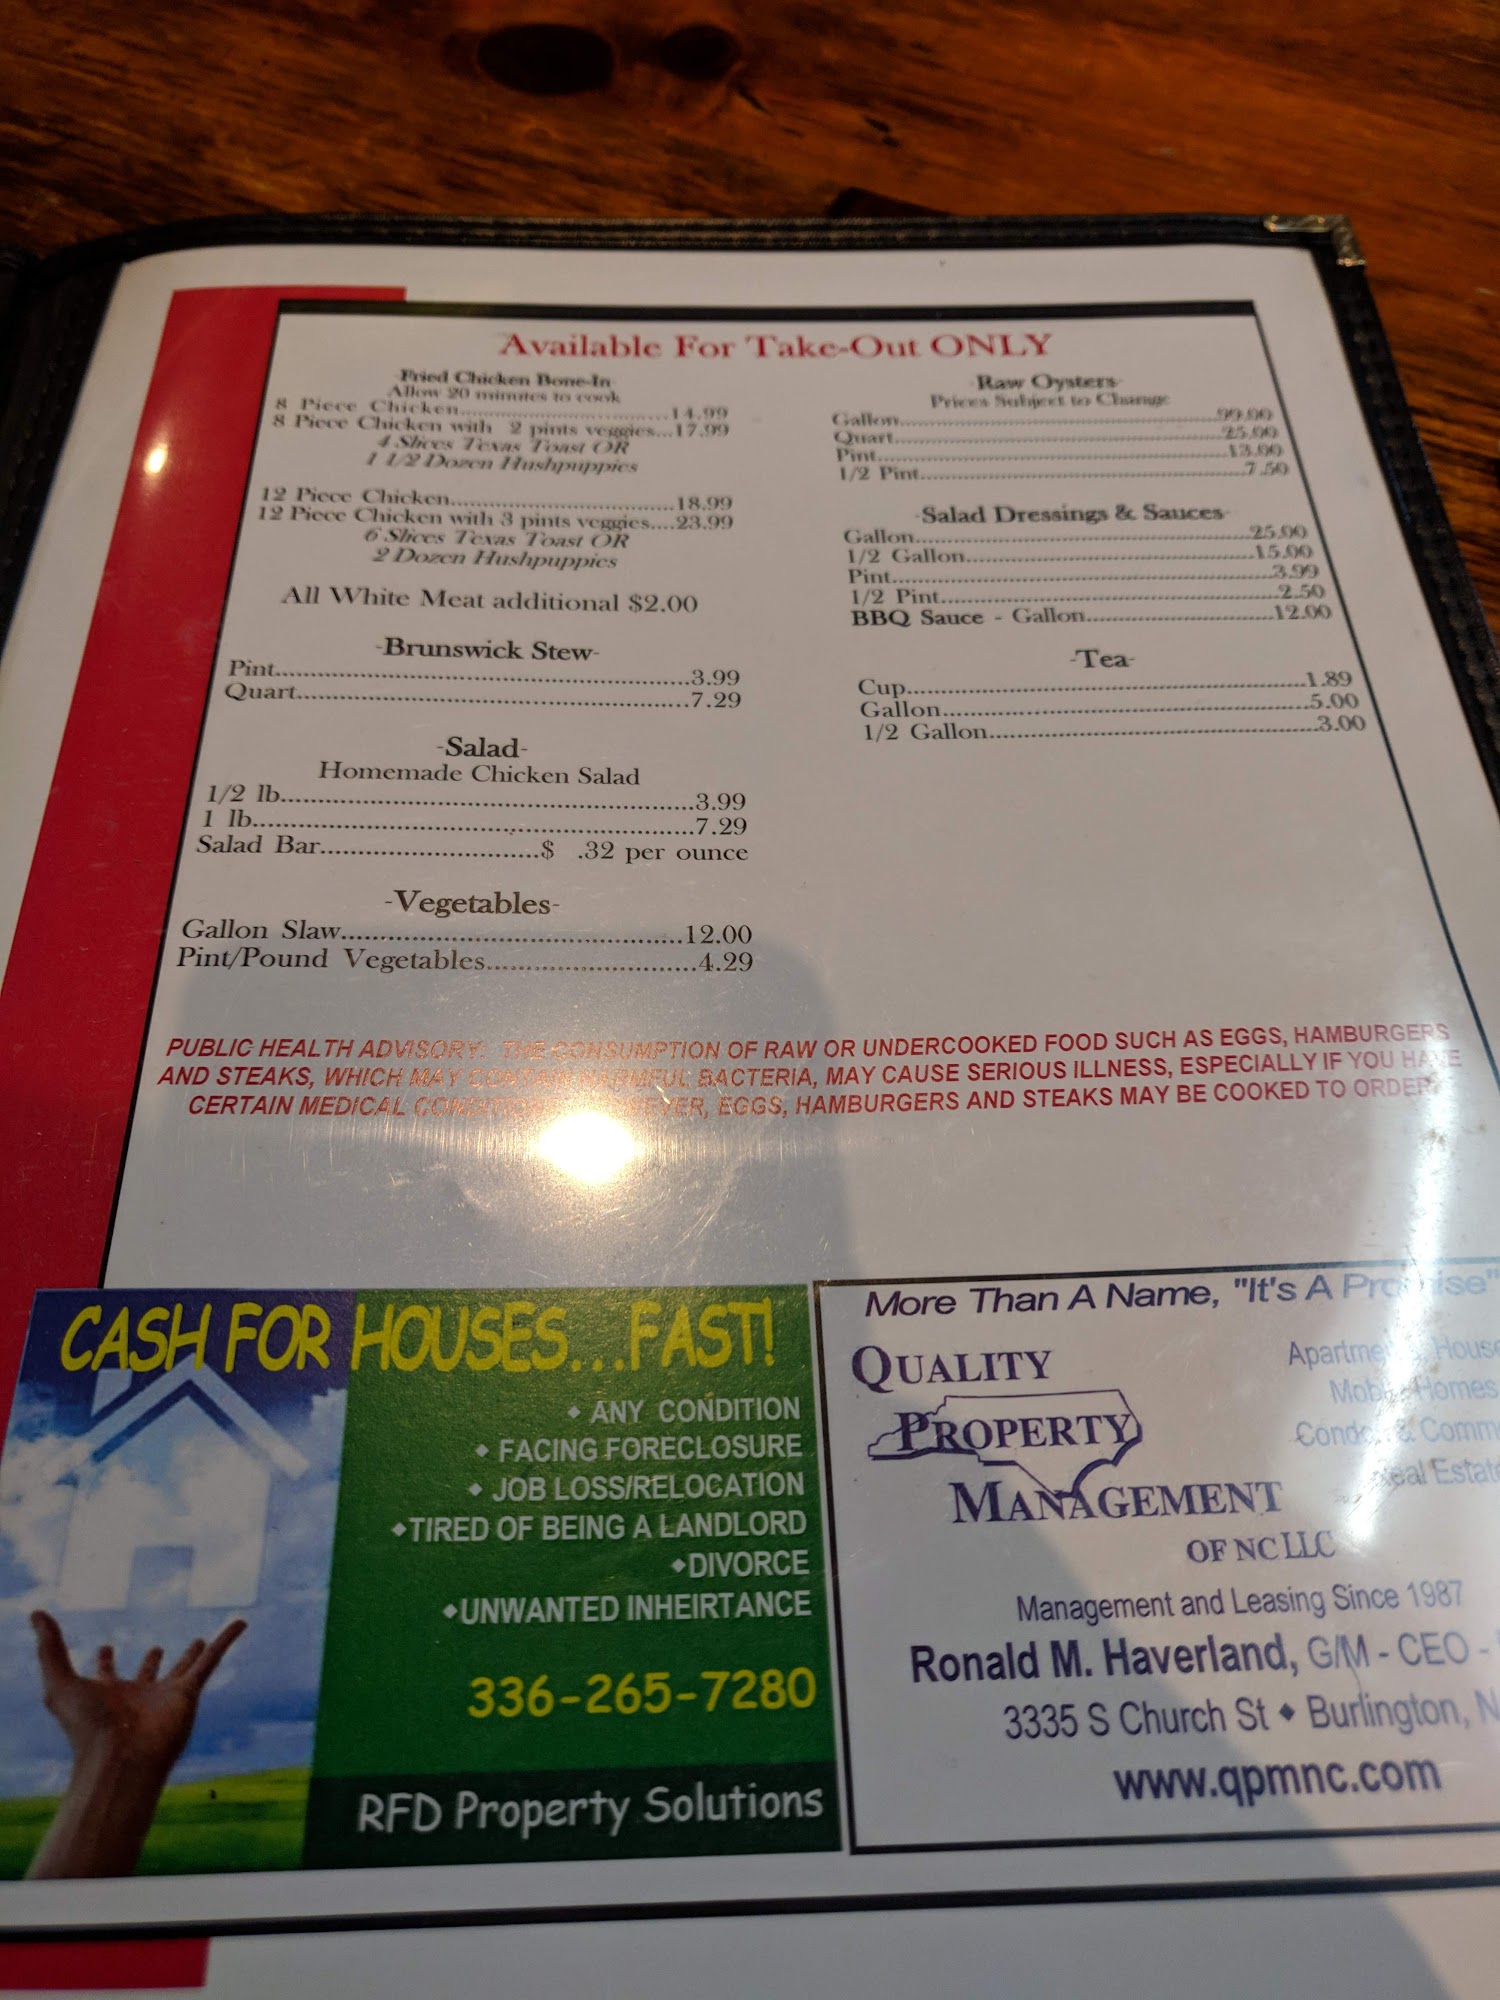 Available For Take-Out ONLY
-Fried Chicken Bone-In-
Allow 20 minutes to cook
8 Piece Chicken..............................14.99
8 Piece Chicken with 2 pints veggies...17.99
4 Slices Texas Toast OR
1 1/2 Dozen Hushpuppies
12 Piece Chicken..............................18.99
12 Piece Chicken with 3 pints veggies....23.99
6 Slices Texas Toast OR
2 Dozen Hushpuppies
All White Meat additional $2.00
-Brunswick Stew-
Pint......................................................3.99
Quart...................................................7.29
-Salad-
Homemade Chicken Salad
1/2 lb.....................................................3.99
1 lb........................................................7.29
Salad Bar............................$ .32 per ounce
-Vegetables-
Gallon Slaw............................................12.00
Pint/Pound Vegetables...........................4.29
-Raw Oysters-
Prices Subject to Change
Gallon..................................................99.00
Quart...................................................25.00
Pint......................................................13.00
1/2 Pint................................................7.50
-Salad Dressings & Sauces-
Gallon..................................................25.00
1/2 Gallon............................................15.00
Pint......................................................3.99
1/2 Pint................................................2.50
BBQ Sauce - Gallon...............................12.00
-Tea-
Cup......................................................1.89
Gallon..................................................5.00
1/2 Gallon............................................3.00
PUBLIC HEALTH ADVISORY: THE CONSUMPTION OF RAW OR UNDERCOOKED FOOD SUCH AS EGGS, HAMBURGERS
AND STEAKS, WHICH MAY CONTAIN HARMFUL BACTERIA, MAY CAUSE SERIOUS ILLNESS, ESPECIALLY IF YOU HAVE
CERTAIN MEDICAL CONDITIONS. HOWEVER, EGGS, HAMBURGERS AND STEAKS MAY BE COOKED TO ORDER.
CASH FOR HOUSES...FAST!
◆ ANY CONDITION
◆ FACING FORECLOSURE
◆ JOB LOSS/RELOCATION
◆TIRED OF BEING A LANDLORD
◆DIVORCE
◆UNWANTED INHEIRTANCE
336-265-7280
RFD Property Solutions
More Than A Name, "It's A Promise"
QUALITY
PROPERTY
MANAGEMENT
OF NC LLC
Apartments, House
Mobile Homes
Condos & Comm
Real Estate
Management and Leasing Since 1987
Ronald M. Haverland, G/M - CEO -
3335 S Church St ◆ Burlington, N
www.qpmnc.com